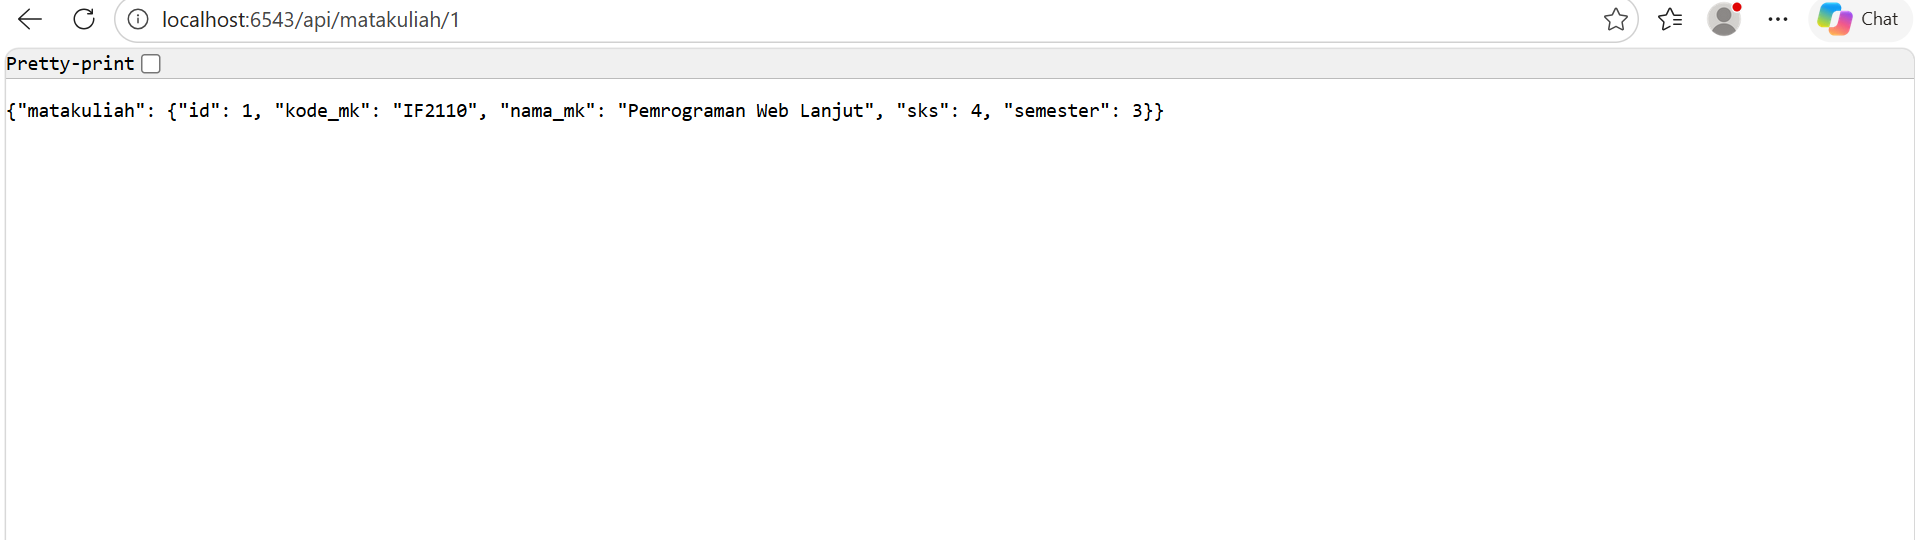 localhost:6543/api/matakuliah/1
Chat
Pretty-print
{"matakuliah": {"id": 1, "kode_mk": "IF2110", "nama_mk": "Pemrograman Web Lanjut", "sks": 4, "semester": 3}}